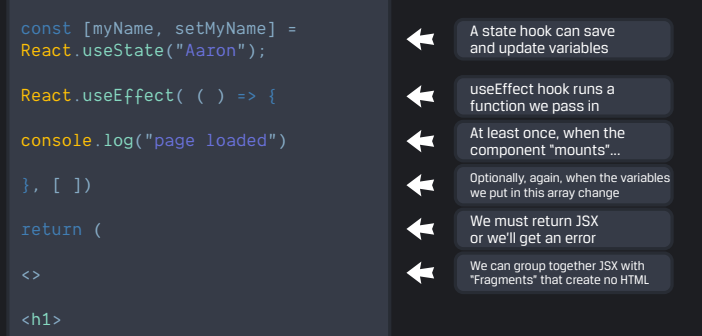 const [myName, setMyName] =
React.useState("Aaron");
A state hook can save
and update variables
React.useEffect( ( ) => {
useEffect hook runs a
function we pass in
console.log("page loaded")
At least once, when the
component "mounts"...
}, [ ])
Optionally, again, when the variables
we put in this array change
return (
We must return JSX
or we'll get an error
<>
We can group together JSX with
"Fragments" that create no HTML
<h1>